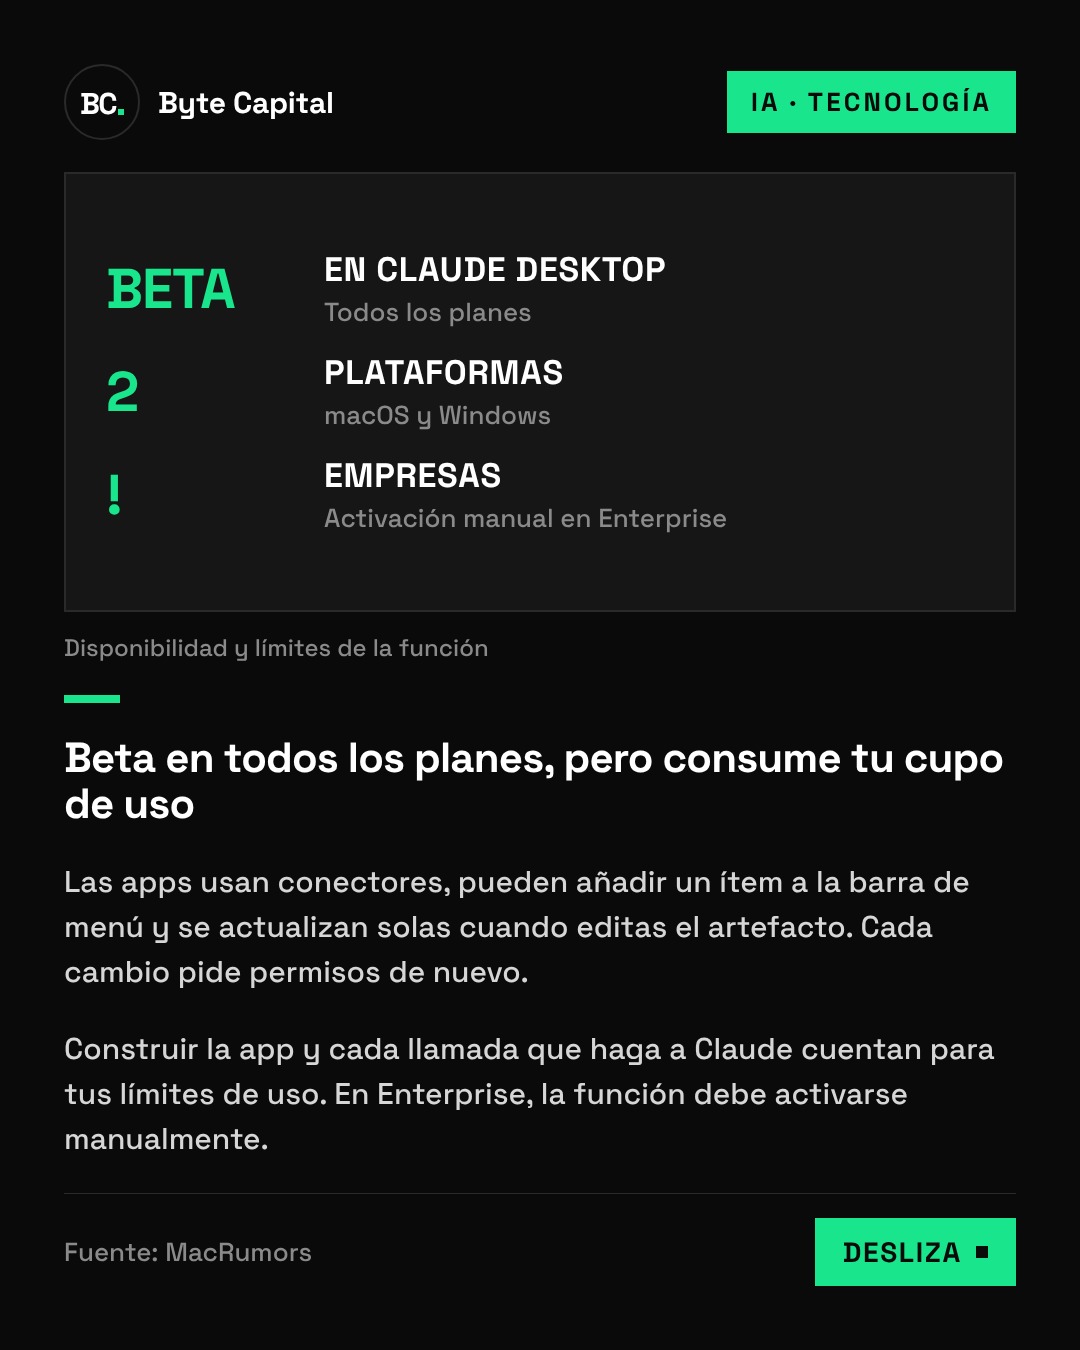 BC.
Byte Capital
IA · TECNOLOGÍA
BETA
EN CLAUDE DESKTOP
Todos los planes
2
PLATAFORMAS
macOS y Windows
!
EMPRESAS
Activación manual en Enterprise
Disponibilidad y límites de la función
Beta en todos los planes, pero consume tu cupo
de uso
Las apps usan conectores, pueden añadir un ítem a la barra de
menú y se actualizan solas cuando editas el artefacto. Cada
cambio pide permisos de nuevo.
Construir la app y cada llamada que haga a Claude cuentan para
tus límites de uso. En Enterprise, la función debe activarse
manualmente.
Fuente: MacRumors
DESLIZA